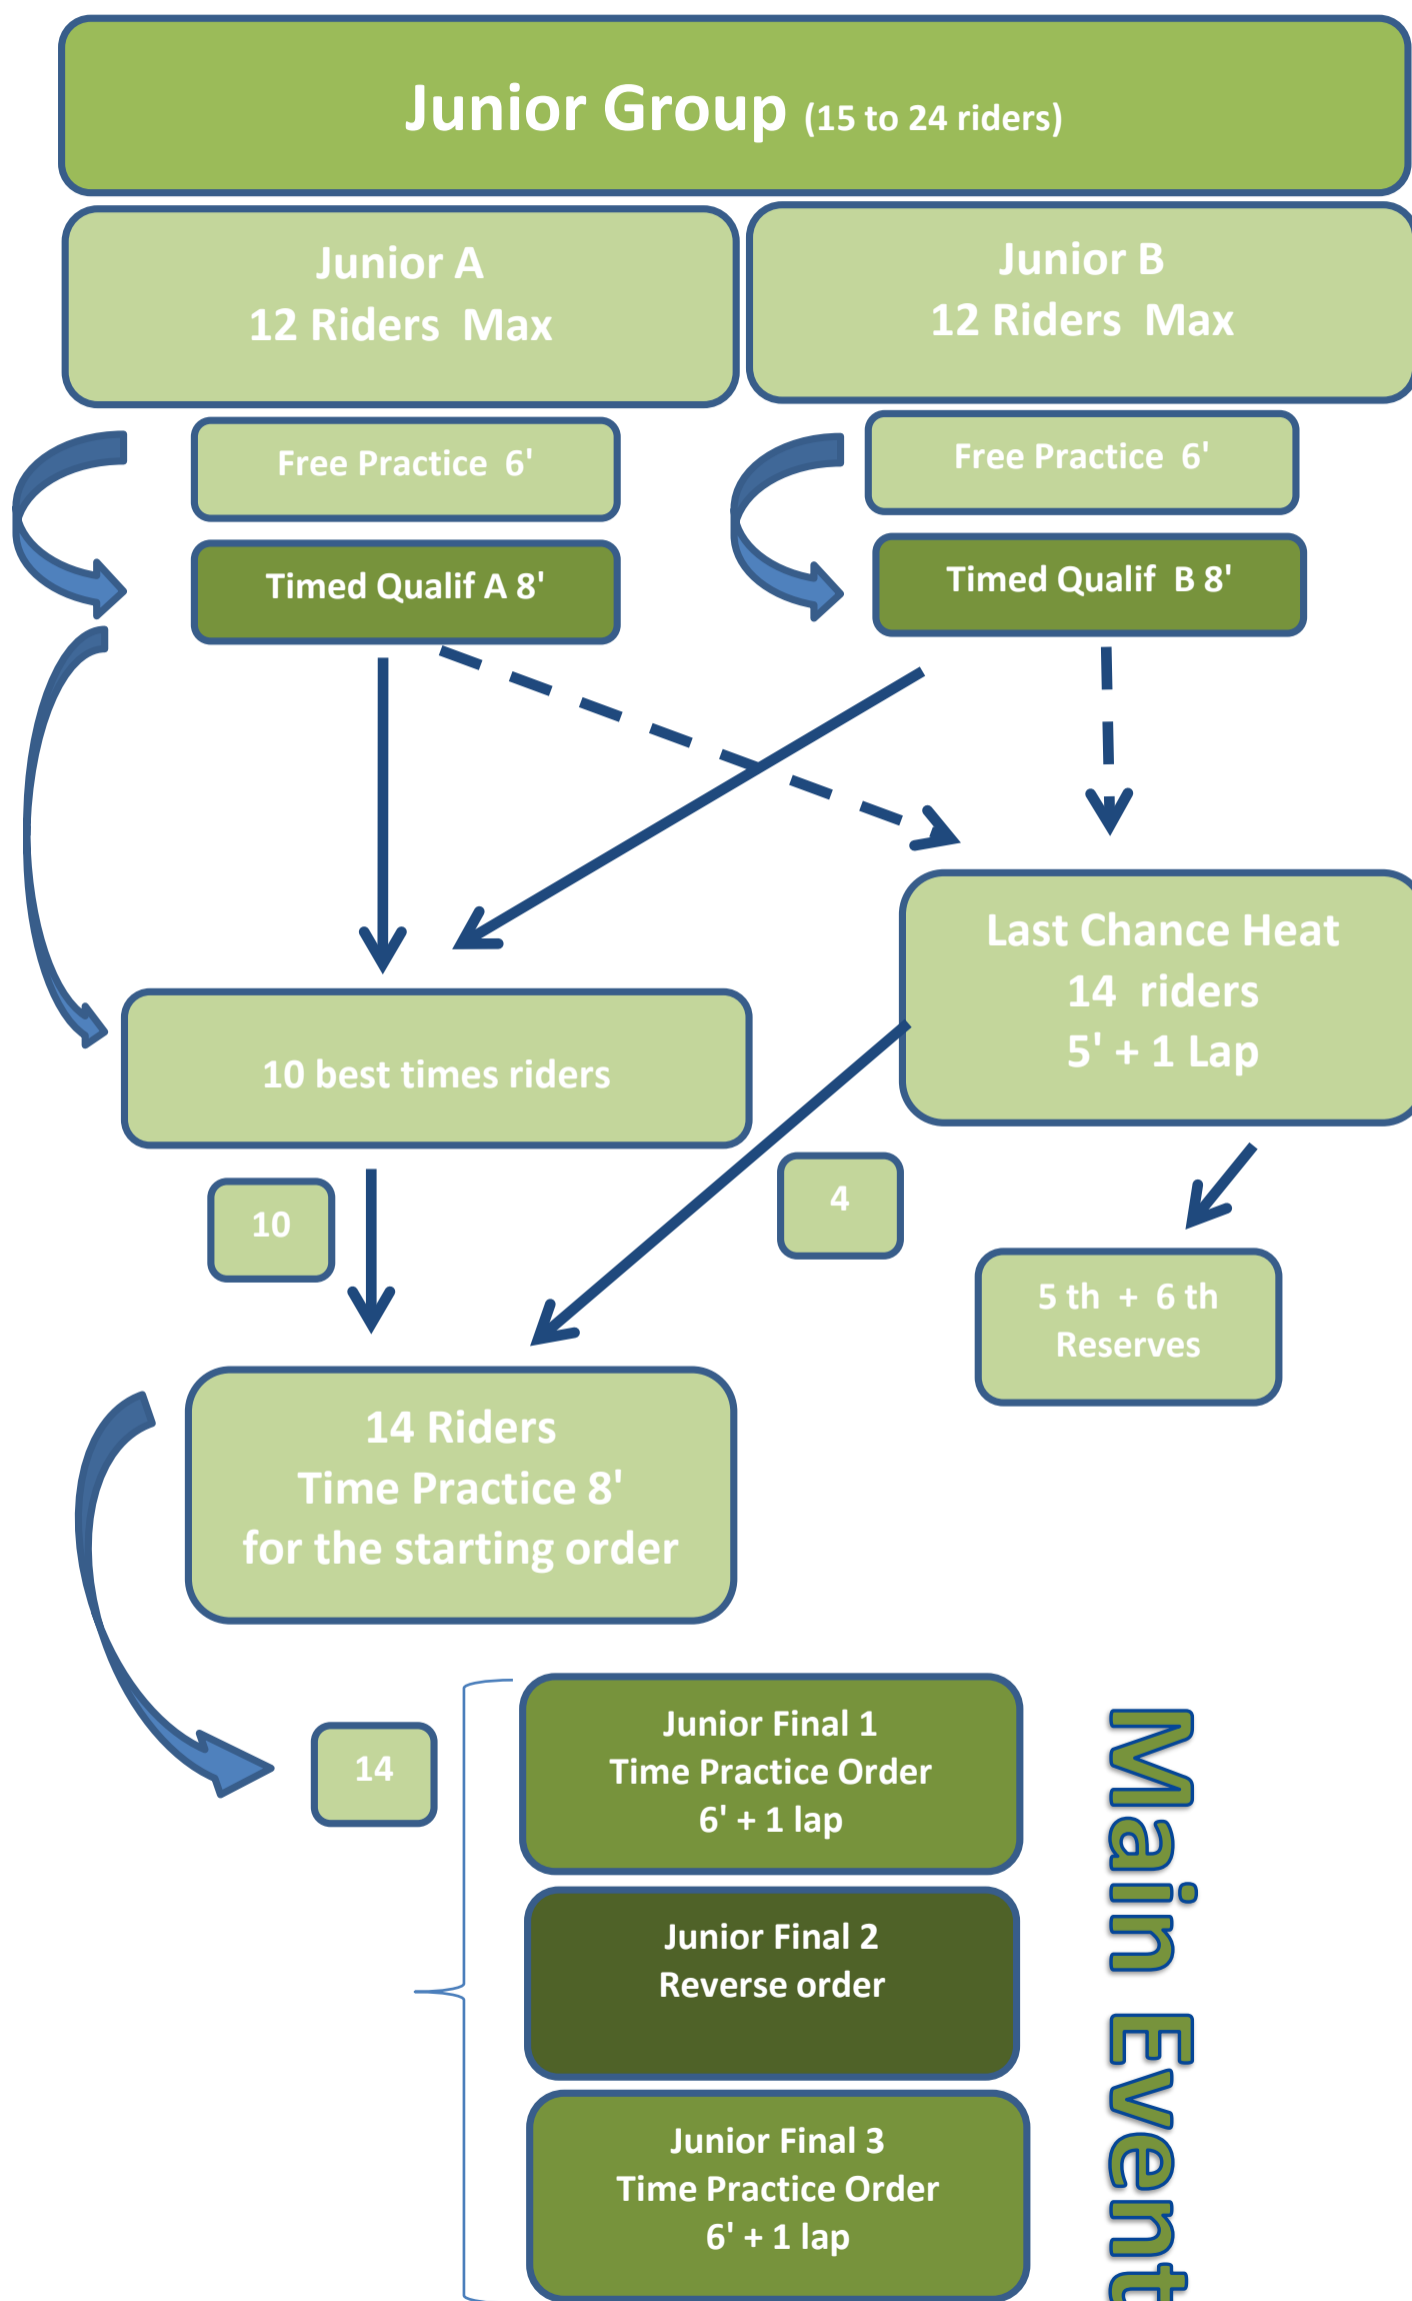 Junior Group (15 to 24 riders)
Junior A
12 Riders Max
Junior B
12 Riders Max
Free Practice 6'
Free Practice 6'
Timed Qualif A 8'
Timed Qualif B 8'
Last Chance Heat
14 riders
5' + 1 Lap
10 best times riders
10
4
5 th + 6 th
Reserves
14 Riders
Time Practice 8'
for the starting order
14
Junior Final 1
Time Practice Order
6' + 1 lap
Junior Final 2
Reverse order
Junior Final 3
Time Practice Order
6' + 1 lap
Main Event